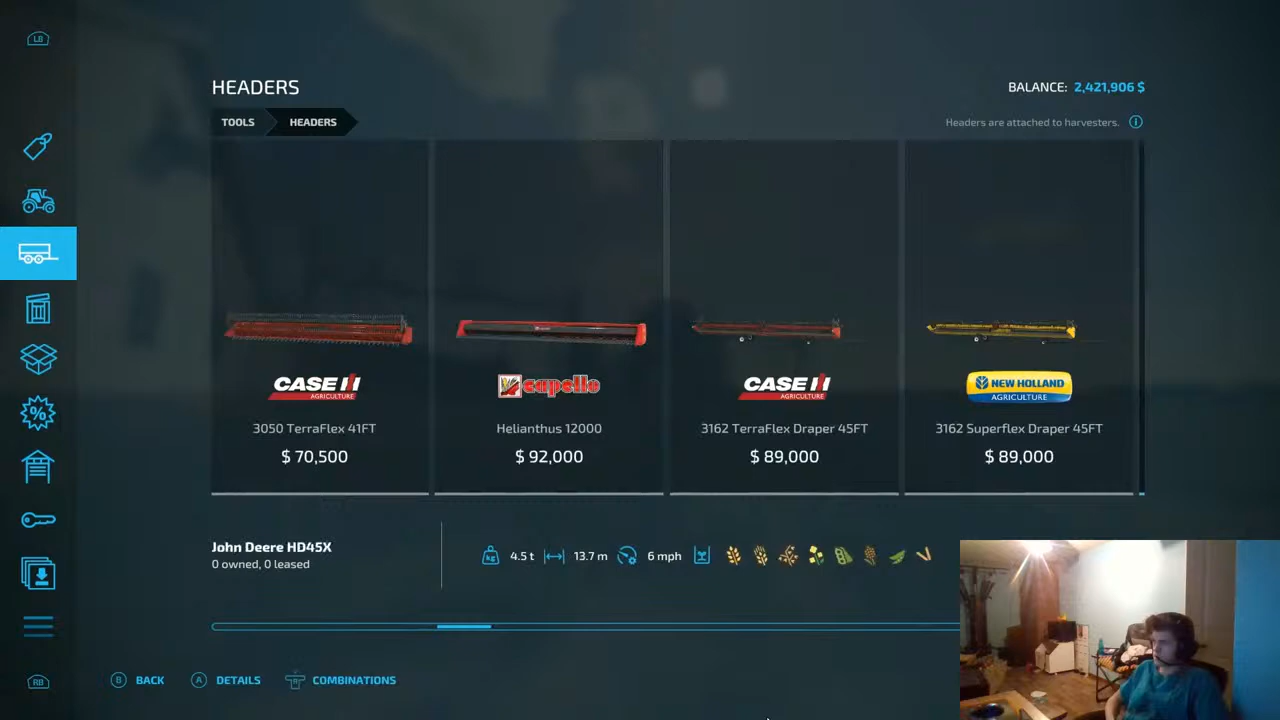 LB
HEADERS
BALANCE: 2,421,906 $
TOOLS HEADERS
Headers are attached to harvesters.
CASE III AGRICULTURE
capello
CASE III AGRICULTURE
NEW HOLLAND AGRICULTURE
3050 TerraFlex 41FT
Helianthus 12000
3162 TerraFlex Draper 45FT
3162 Superflex Draper 45FT
$ 70,500
$ 92,000
$ 89,000
$ 89,000
John Deere HD45X
0 owned, 0 leased
KG 4.5 t 13.7 m 6 mph
RB
B BACK A DETAILS COMBINATIONS